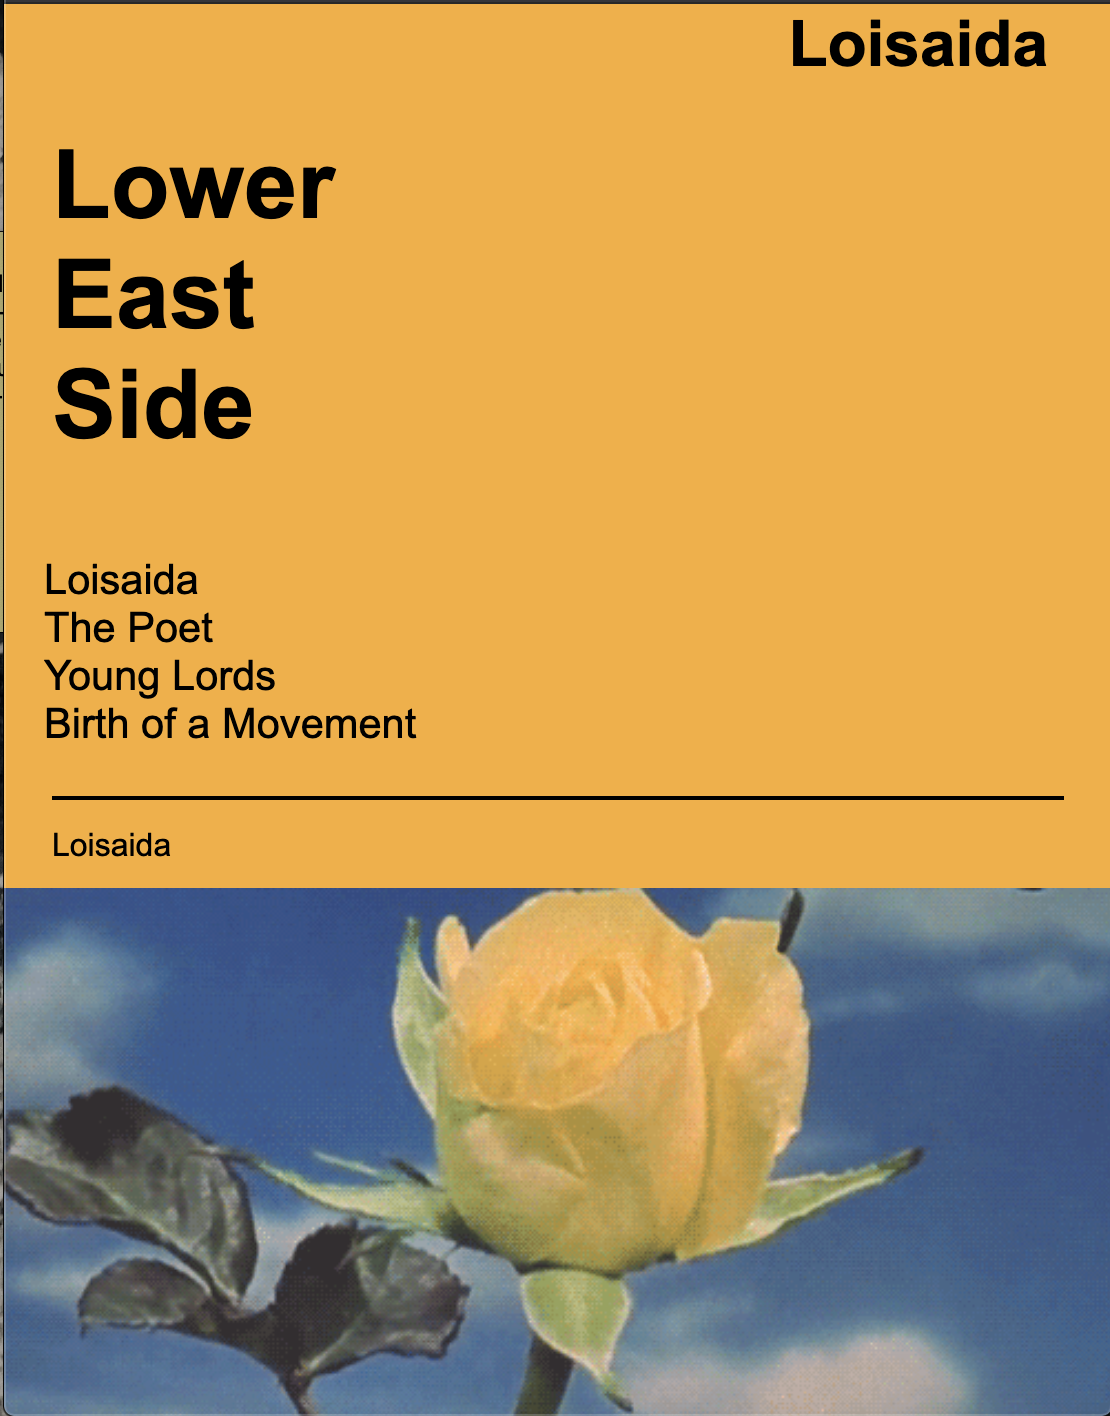 Loisaida
Lower
East
Side
Loisaida
The Poet
Young Lords
Birth of a Movement
Loisaida